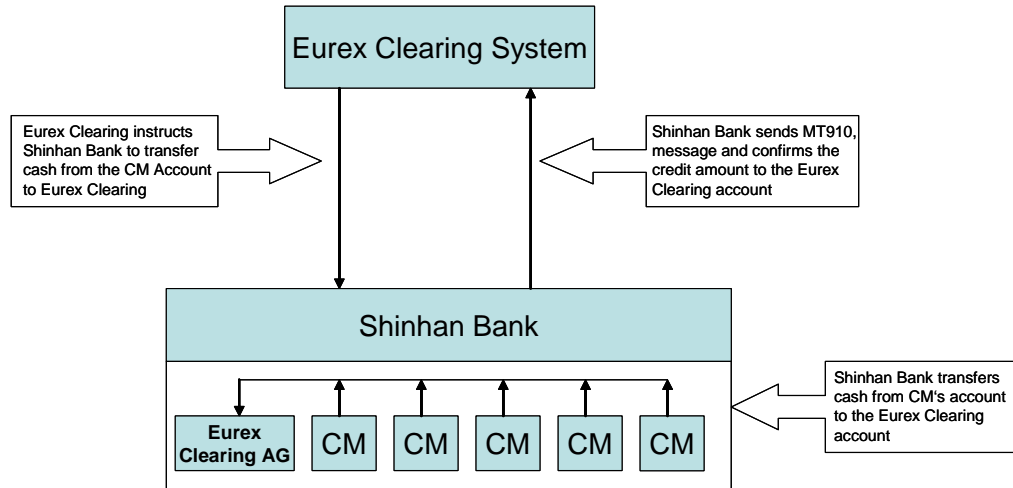 Eurex Clearing System
Eurex Clearing instructs
Shinhan Bank to transfer
cash from the CM Account
to Eurex Clearing
Shinhan Bank sends MT910,
message and confirms the
credit amount to the Eurex
Clearing account
Shinhan Bank
Shinhan Bank transfers
cash from CM‘s account
to the Eurex Clearing
account
Eurex
Clearing AG
CM
CM
CM
CM
CM